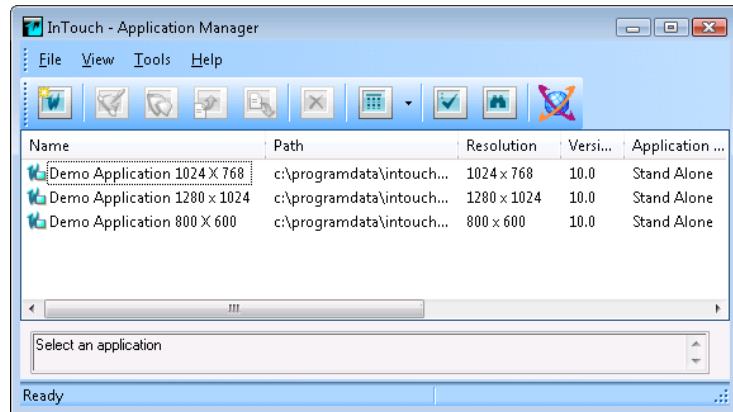 InTouch - Application Manager
File View Tools Help
Name Path Resolution Versi... Application ...
Demo Application 1024 X 768 c:\programdata\intouch... 1024 x 768 10.0 Stand Alone
Demo Application 1280 x 1024 c:\programdata\intouch... 1280 x 1024 10.0 Stand Alone
Demo Application 800 X 600 c:\programdata\intouch... 800 x 600 10.0 Stand Alone
Select an application
Ready